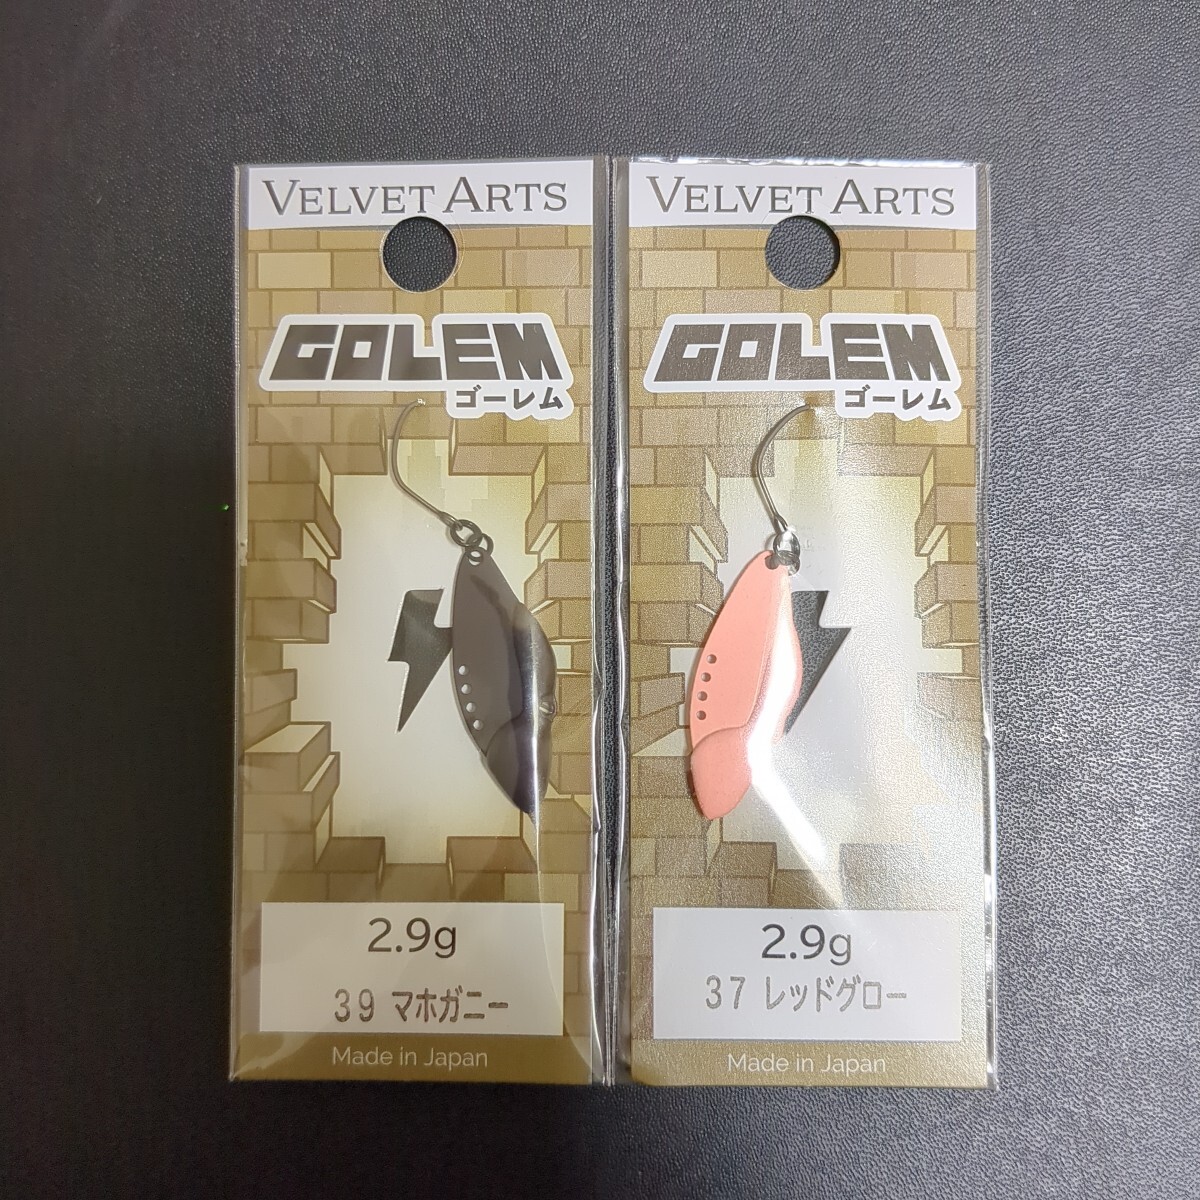 VELVET ARTS
GOLEM
ゴーレム
2.9g
39 マホガニー
Made in Japan
VELVET ARTS
GOLEM
ゴーレム
2.9g
37 レッドグロー
Made in Japan